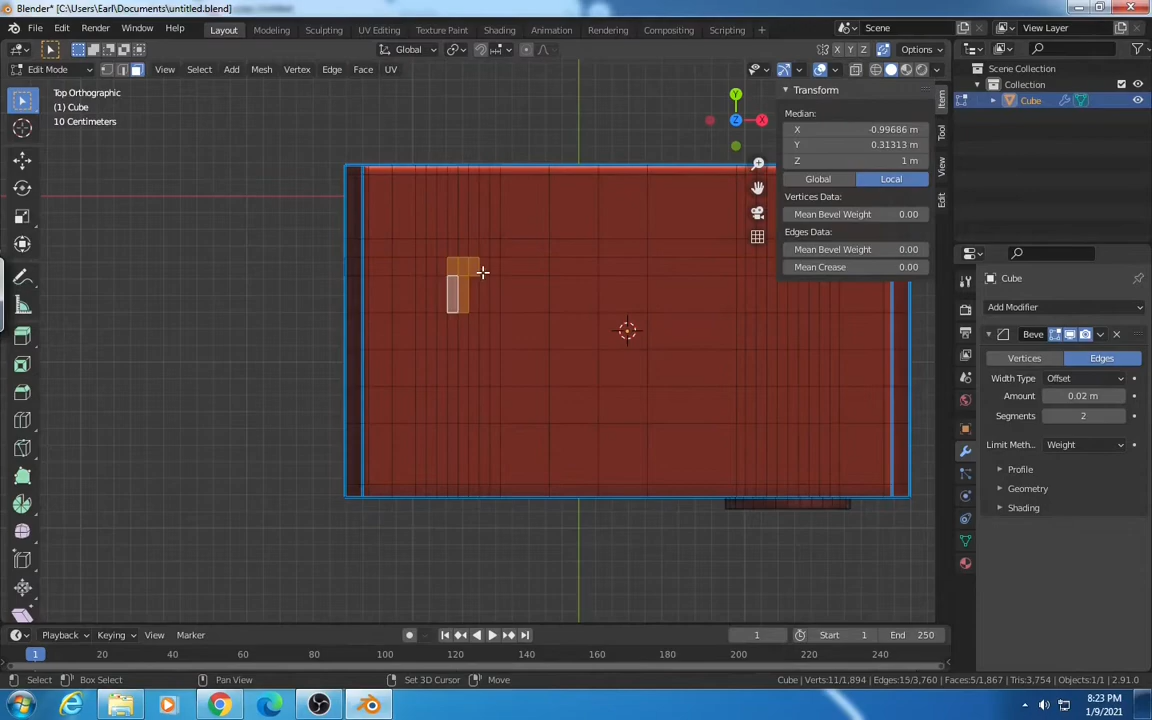 Blender* [C:\Users\Earl\Documents\untitled.blend]
File Edit Render Window Help Layout Modeling Sculpting UV Editing Texture Paint Shading Animation Rendering Compositing Scripting Scene View Layer
Global X Y Z Options
Edit Mode View Select Add Mesh Vertex Edge Face UV
Top Orthographic
(1) Cube
10 Centimeters
Y
Z
X
Transform
Median:
X -0.99686 m
Y 0.31313 m
Z 1 m
Global Local
Vertices Data:
Mean Bevel Weight 0.00
Edges Data:
Mean Bevel Weight 0.00
Mean Crease 0.00
Item
Tool
View
Edit
Scene Collection
Collection
Cube
Cube
Add Modifier
Beve
Vertices Edges
Width Type Offset
Amount 0.02 m
Segments 2
Limit Meth.. Weight
Profile
Geometry
Shading
Playback Keying View Marker 1 Start 1 End 250
1 20 40 60 80 100 120 140 160 180 200 220 240
Select Box Select Pan View Set 3D Cursor Move Cube | Verts:11/1,894 | Edges:15/3,760 | Faces:5/1,867 | Tris:3,754 | Objects:1/1 | 2.91.0
8:23 PM
1/9/2021